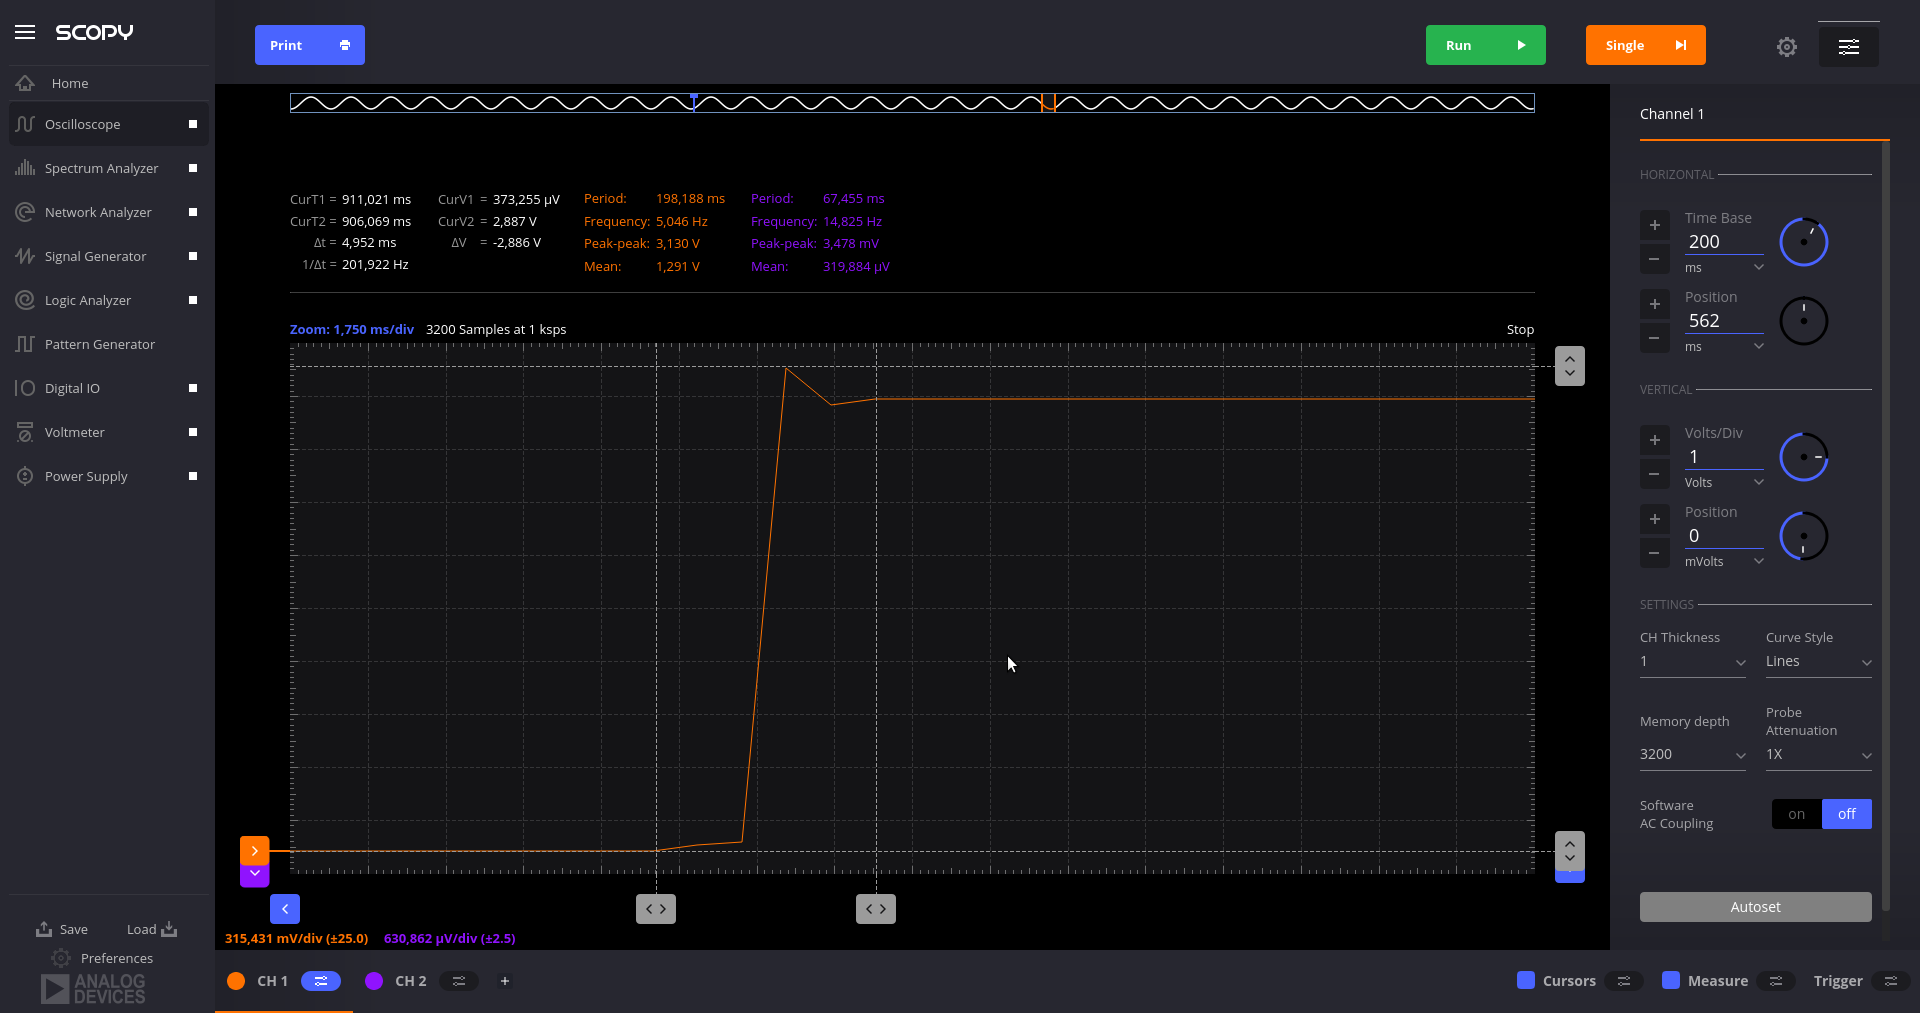 SCOPY
Print
Run
Single
Home
Oscilloscope
Spectrum Analyzer
Network Analyzer
Signal Generator
Logic Analyzer
Pattern Generator
Digital IO
Voltmeter
Power Supply
Save
Load
Preferences
ANALOG
DEVICES
CurT1 = 911,021 ms
CurT2 = 906,069 ms
Δt = 4,952 ms
1/Δt = 201,922 Hz
CurV1 = 373,255 µV
CurV2 = 2,887 V
ΔV = -2,886 V
Period: 198,188 ms
Frequency: 5,046 Hz
Peak-peak: 3,130 V
Mean: 1,291 V
Period: 67,455 ms
Frequency: 14,825 Hz
Peak-peak: 3,478 mV
Mean: 319,884 µV
Zoom: 1,750 ms/div 3200 Samples at 1 ksps
Stop
315,431 mV/div (±25.0) 630,862 µV/div (±2.5)
CH 1
CH 2
+
Cursors
Measure
Trigger
Channel 1
HORIZONTAL
Time Base
200
ms
Position
562
ms
VERTICAL
Volts/Div
1
Volts
Position
0
mVolts
SETTINGS
CH Thickness
1
Curve Style
Lines
Memory depth
3200
Probe
Attenuation
1X
Software
AC Coupling
on off
Autoset